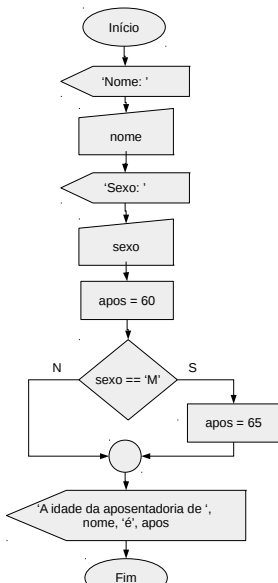 Início
‘Nome: ’
nome
‘Sexo: ’
sexo
apos = 60
N
S
sexo == ‘M’
apos = 65
‘A idade da aposentadoria de ‘,
nome, ‘é’, apos
Fim